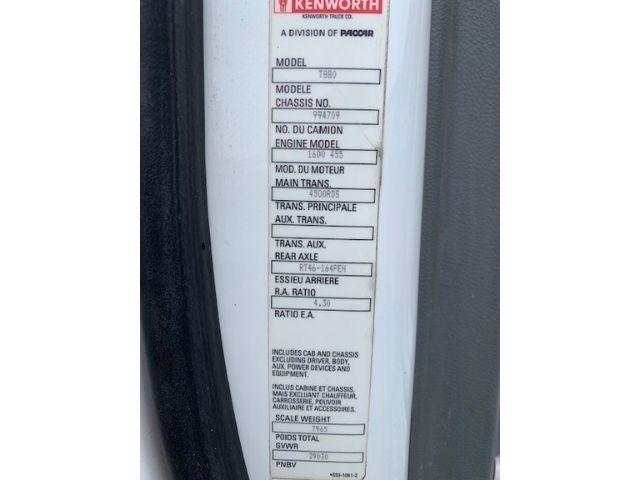 KENWORTH
KENWORTH TRUCK CO.
A DIVISION OF PACCAR
MODEL
T880
MODELE
CHASSIS NO.
994709
NO. DU CAMION
ENGINE MODEL
1600 455
MOD. DU MOTEUR
MAIN TRANS.
4500RDS
TRANS. PRINCIPALE
AUX. TRANS.
TRANS. AUX.
REAR AXLE
RT46-164PEH
ESSIEU ARRIERE
R.A. RATIO
4.30
RATIO E.A.
INCLUDES CAB AND CHASSIS
EXCLUDING DRIVER, BODY,
AUX. POWER DEVICES AND
EQUIPMENT.
INCLUS CABINE ET CHASSIS,
MAIS EXCLUANT CHAUFFEUR,
CARROSSERIE, POUVOIR
AUXILIAIRE ET ACCESSOIRES.
SCALE WEIGHT
7965
POIDS TOTAL
GVWR
29030
PNBV